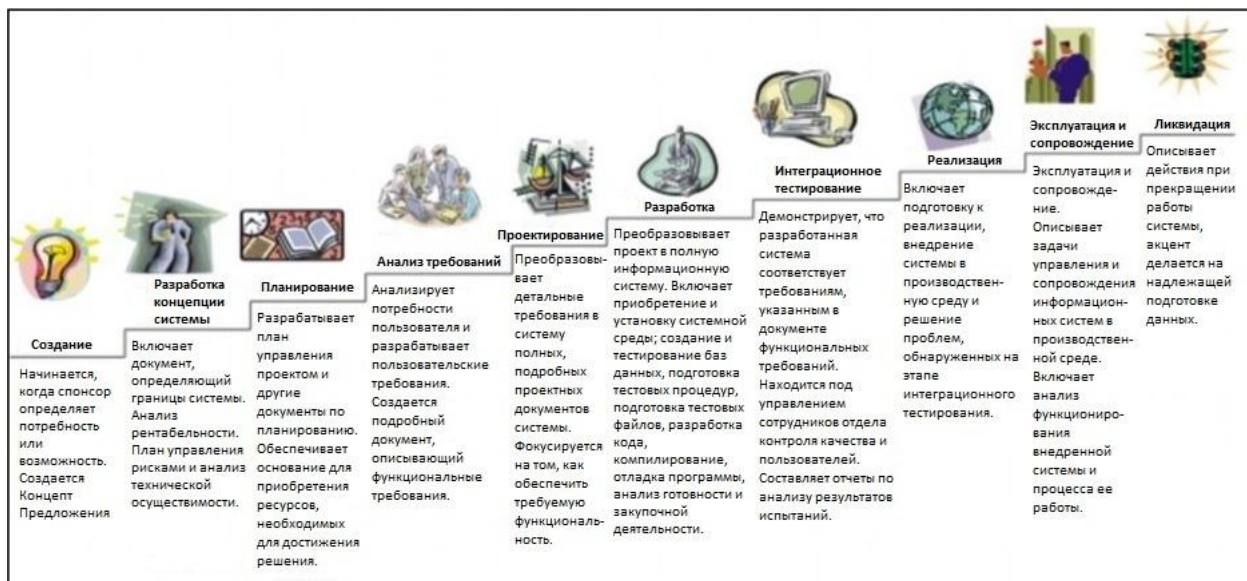 Создание
Начинается,
когда спонсор
определяет
потребность
или
возможность.
Создается
Концепт
Предложения
Разработка
концепции
системы
Включает
документ,
определяющий
границы системы.
Анализ
рентабельности.
План управления
рисками и анализ
технической
осуществимости.
Планирование
Разрабатывает
план
управления
проектом и
другие
документы по
планированию.
Обеспечивает
основание для
приобретения
ресурсов,
необходимых
для достижения
решения.
Анализ требований
Анализирует
потребности
пользователя и
разрабатывает
пользовательские
требования.
Создается
подробный
документ,
описывающий
функциональные
требования.
Проектирование
Преобразовы-
вает
детальные
требования в
систему
полных,
подробных
проектных
документов
системы.
Фокусируется
на том, как
обеспечить
требуемую
функциональ-
ность.
Разработка
Преобразовывает
проект в полную
информационную
систему. Включает
приобретение и
установку системной
среды; создание и
тестирование баз
данных, подготовка
тестовых процедур,
подготовка тестовых
файлов, разработка
кода,
компилирование,
отладка программы,
анализ готовности и
закупочной
деятельности.
Интеграционное
тестирование
Демонстрирует, что
разработанная
система
соответствует
требованиям,
указанным в
документе
функциональных
требований.
Находится под
управлением
сотрудников отдела
контроля качества и
пользователей.
Составляет отчеты по
анализу результатов
испытаний.
Реализация
Включает
подготовку к
реализации,
внедрение
системы в
производствен-
ную среду и
решение
проблем,
обнаруженных на
этапе
интеграционного
тестирования.
Эксплуатация и
сопровождение
Эксплуатация и
сопровожде-
ние.
Описывает
задачи
управления и
сопровождения
информацион-
ных систем в
производствен-
ной среде.
Включает
анализ
функциониро-
вания
внедренной
системы и
процесса ее
работы.
Ликвидация
Описывает
действия при
прекращении
работы
системы,
акцент
делается на
надлежащей
подготовке
данных.